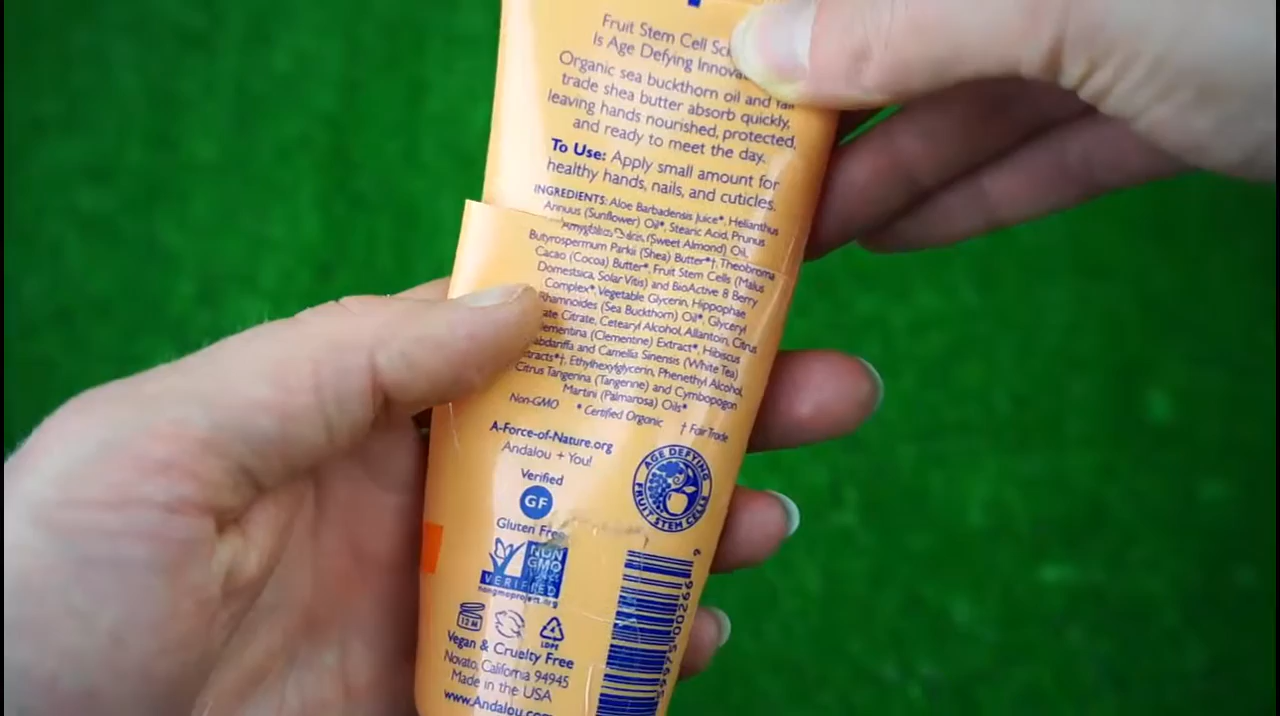 Fruit Stem Cell
Is Age Defying
Organic sea buckthorn oil and
trade shea butter absorb quickly,
leaving hands nourished, protected,
and ready to meet the day.
To Use: Apply small amount for
healthy hands, nails, and cuticles.
INGREDIENTS: Aloe Barbadensis Juice*, Helianthus
Annuus (Sunflower) Oil*, Stearic Acid, Prunus
(Sweet Almond) Oil,
Butyrospermum Parkii (Shea) Butter*†, Theobroma
Cacao (Cocoa) Butter*, Fruit Stem Cells (Malus
Domestica, Solar Vitis) and BioActive 8 Berry
Complex*, Vegetable Glycerin, Hippophae
Rhamnoides (Sea Buckthorn) Oil*, Glyceryl
Citrate, Cetearyl Alcohol, Allantoin, Citrus
(Clementine) Extract*, Hibiscus
and Camellia Sinensis (White Tea)
Ethylhexylglycerin, Phenethyl Alcohol,
Citrus Tangerina (Tangerine) and Cymbopogon
Martini (Palmarosa) Oils*
Non-GMO * Certified Organic † Fair Trade
A-Force-of-Nature.org
Andalou + You!
AGE DEFYING
FRUIT STEM CELLS
Verified
GF
Gluten Free
NON
GMO
VERIFIED
nongmoproject.org
12 M
4
LDPE
Vegan & Cruelty Free
Novato, California 94945
Made in the USA
www.Andalou.com
00266 9